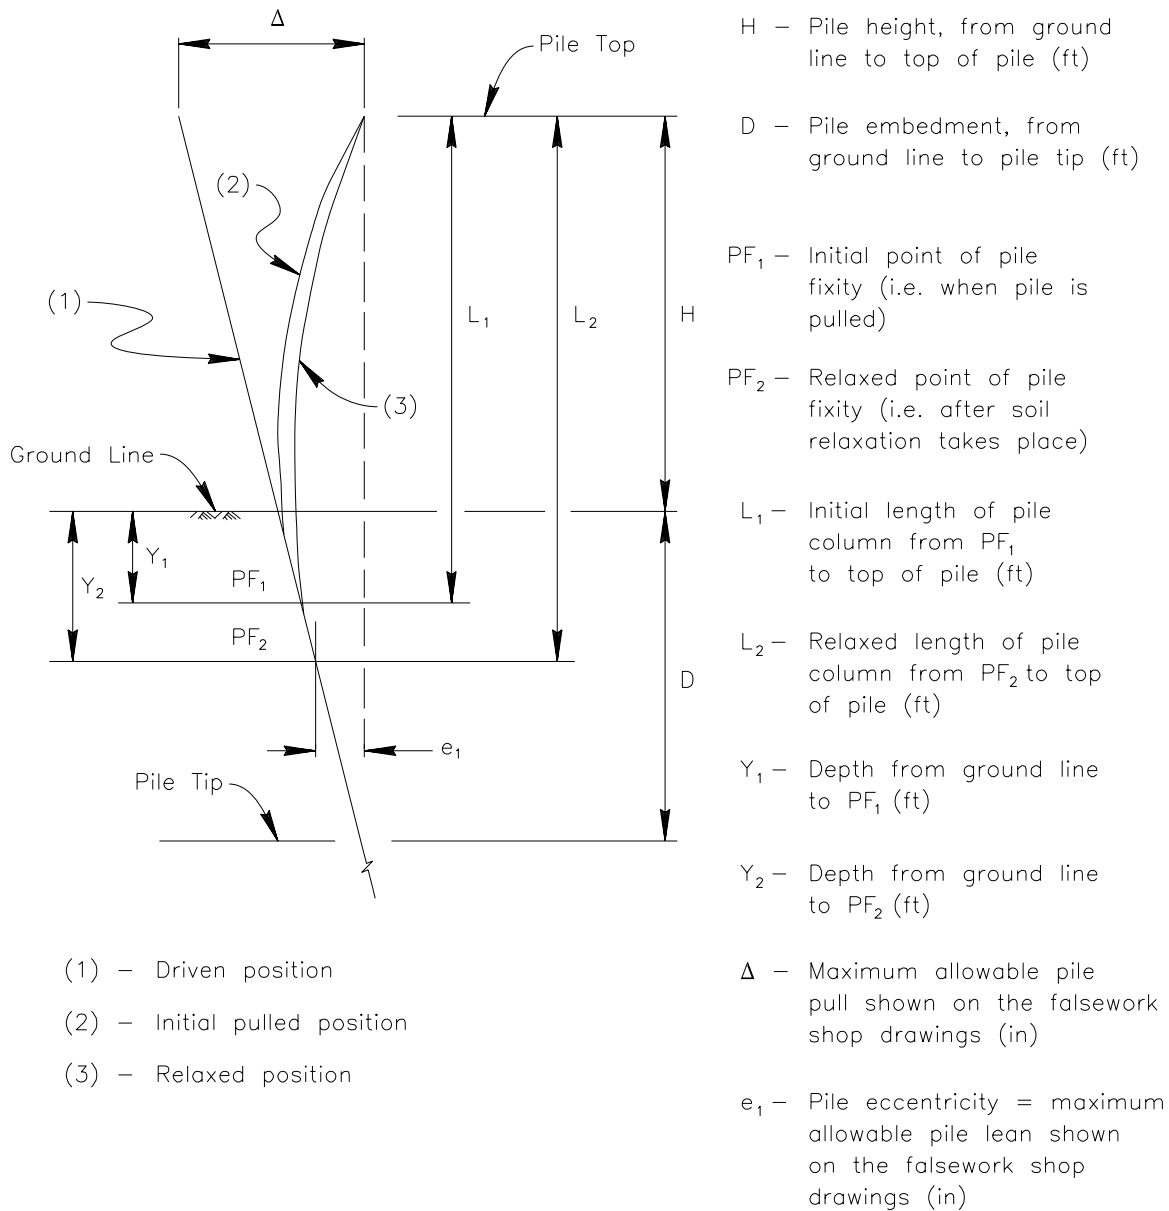 Δ
Pile Top
(2)
(1)
L₁
L₂
H
(3)
Ground Line
Y₁
Y₂
PF₁
PF₂
D
e₁
Pile Tip
(1) – Driven position
(2) – Initial pulled position
(3) – Relaxed position
H – Pile height, from ground
line to top of pile (ft)
D – Pile embedment, from
ground line to pile tip (ft)
PF₁ – Initial point of pile
fixity (i.e. when pile is
pulled)
PF₂ – Relaxed point of pile
fixity (i.e. after soil
relaxation takes place)
L₁ – Initial length of pile
column from PF₁
to top of pile (ft)
L₂ – Relaxed length of pile
column from PF₂ to top
of pile (ft)
Y₁ – Depth from ground line
to PF₁ (ft)
Y₂ – Depth from ground line
to PF₂ (ft)
Δ – Maximum allowable pile
pull shown on the falsework
shop drawings (in)
e₁ – Pile eccentricity = maximum
allowable pile lean shown
on the falsework shop
drawings (in)